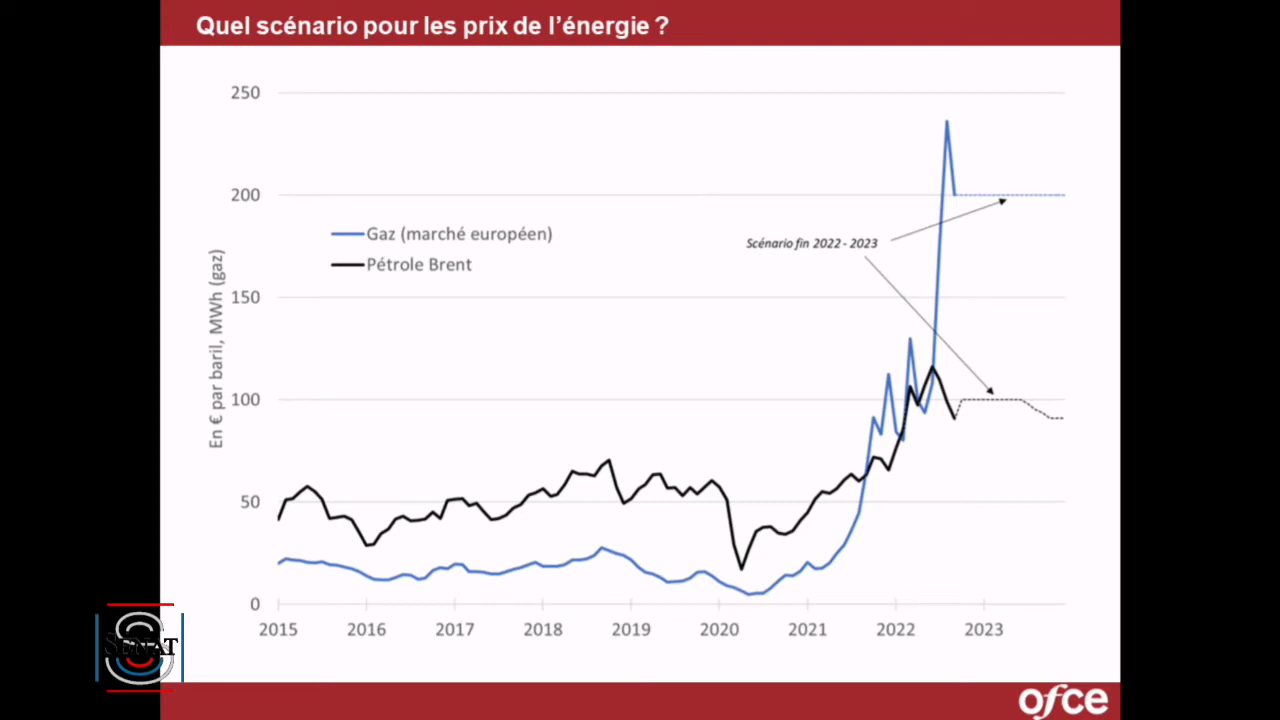 Quel scénario pour les prix de l'énergie ?
250
200
150
100
50
0
En € par baril, MWh (gaz)
Gaz (marché européen)
Pétrole Brent
Scénario fin 2022 - 2023
2015 2016 2017 2018 2019 2020 2021 2022 2023
SENAT
ofce